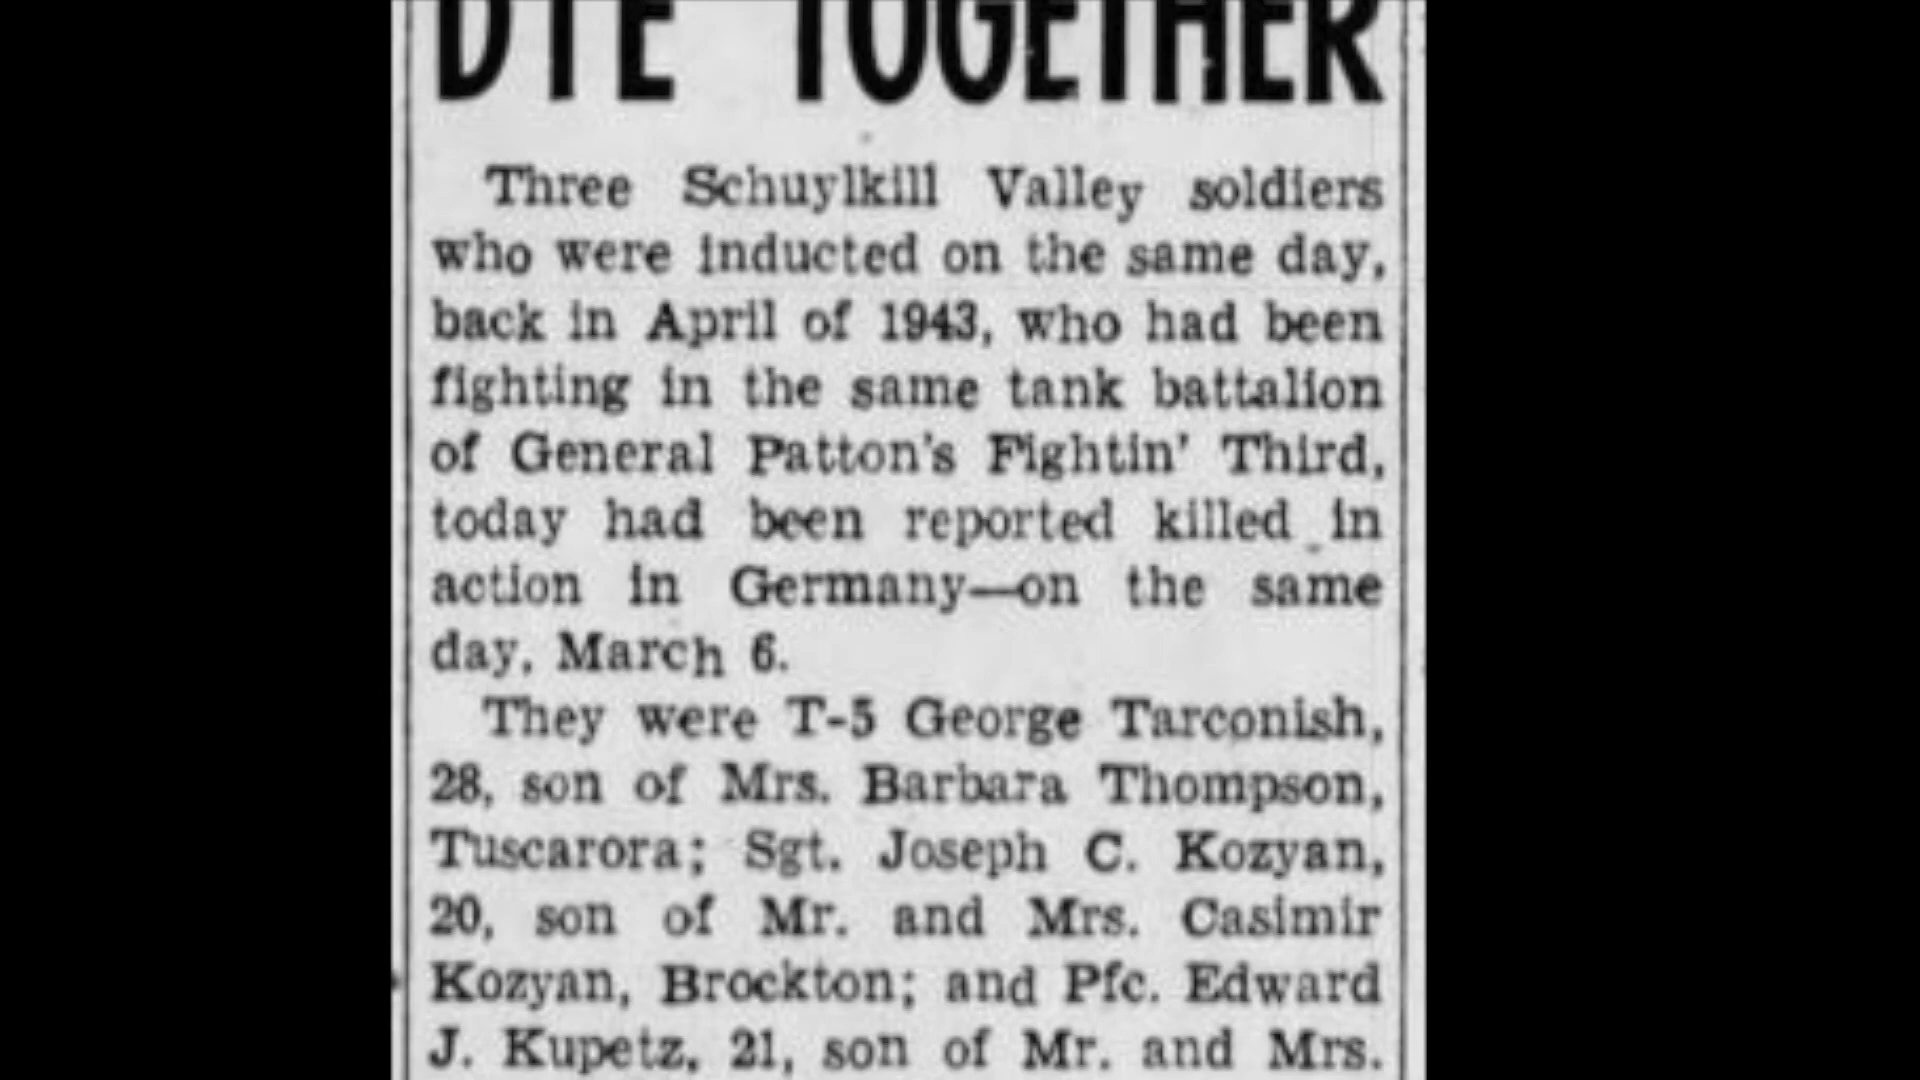 DIE TOGETHER
Three Schuylkill Valley soldiers
who were inducted on the same day,
back in April of 1943, who had been
fighting in the same tank battalion
of General Patton's Fightin' Third,
today had been reported killed in
action in Germany—on the same
day, March 6.
They were T-5 George Tarconish,
28, son of Mrs. Barbara Thompson,
Tuscarora; Sgt. Joseph C. Kozyan,
20, son of Mr. and Mrs. Casimir
Kozyan, Brockton; and Pfc. Edward
J. Kupetz, 21, son of Mr. and Mrs.